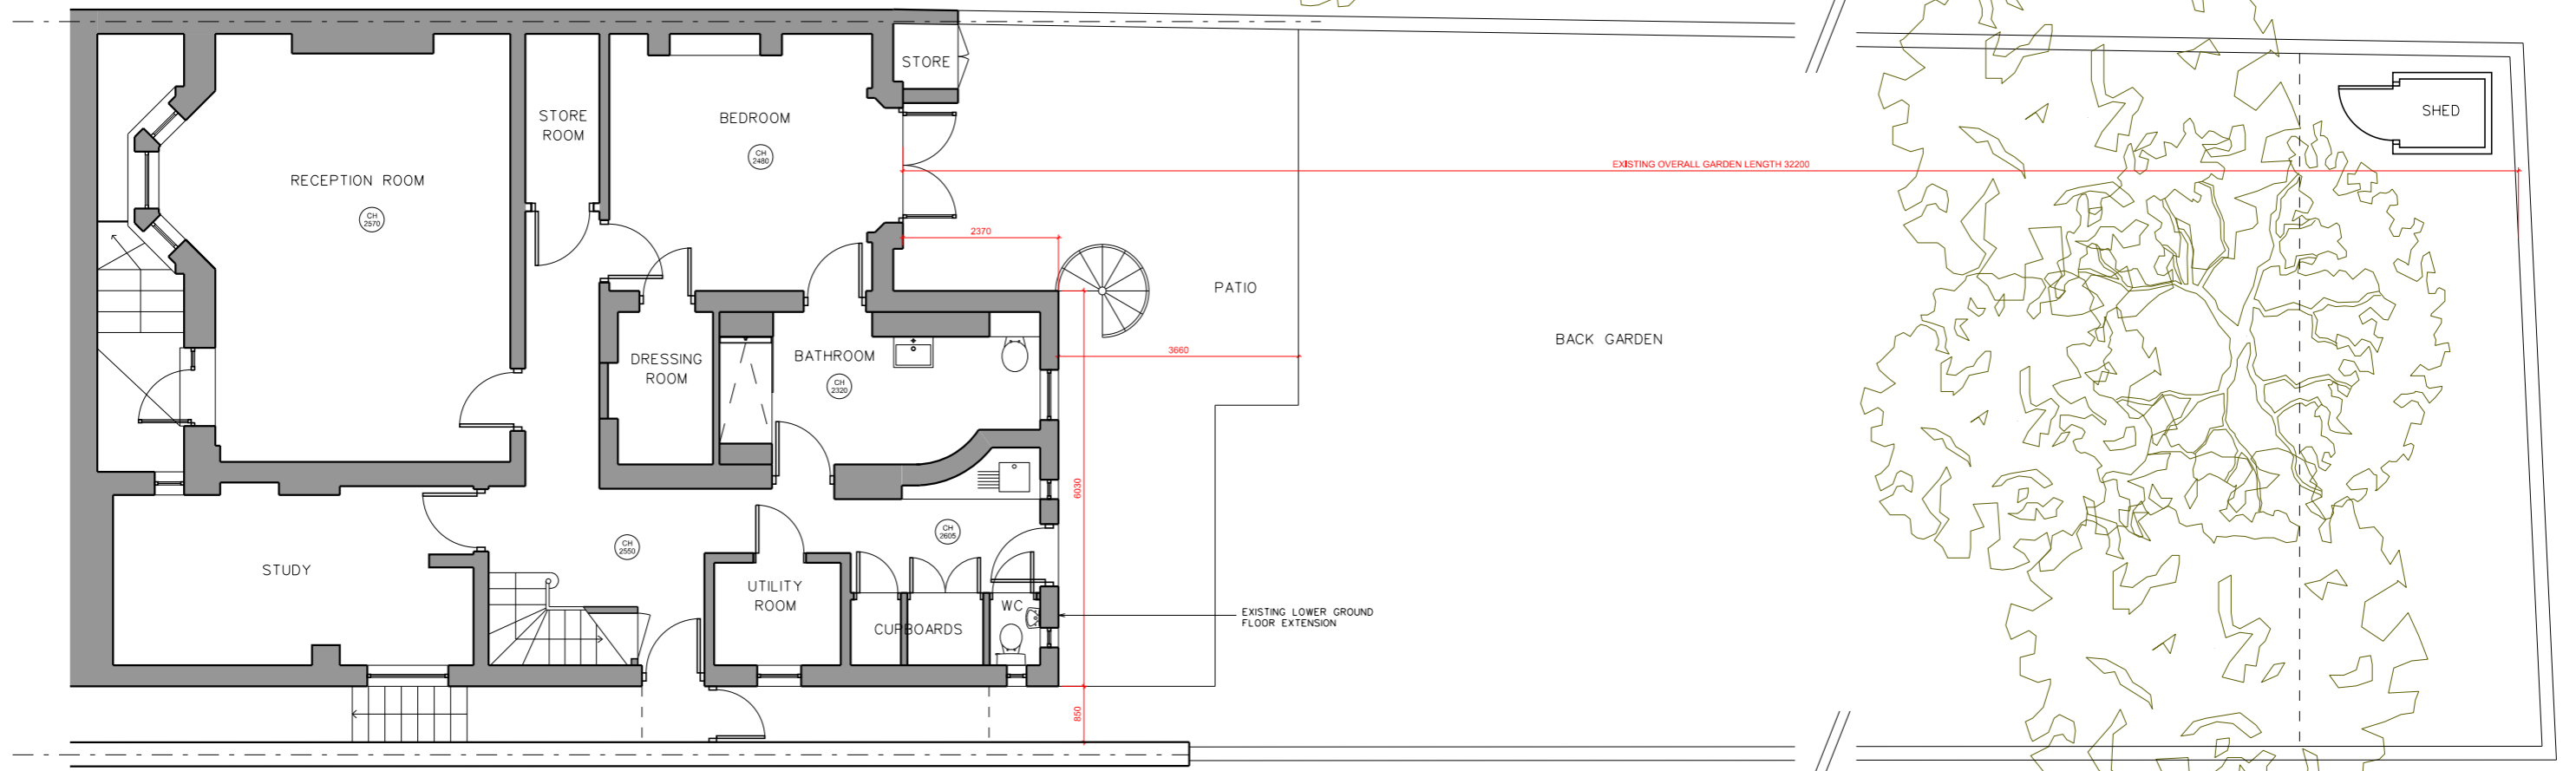 STORE
SHED
STORE
ROOM
BEDROOM
CH
2480
EXISTING OVERALL GARDEN LENGTH 32200
RECEPTION ROOM
CH
2570
2370
PATIO
BACK GARDEN
DRESSING
ROOM
BATHROOM
CH
2320
3660
6030
CH
2605
CH
2550
STUDY
UTILITY
ROOM
WC
CUPBOARDS
EXISTING LOWER GROUND
FLOOR EXTENSION
850